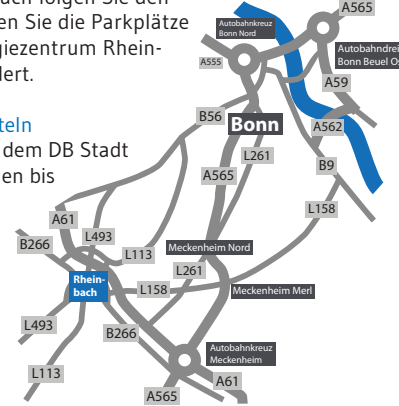 ach folgen Sie den
en Sie die Parkplätze
giezentrum Rhein-
dert.
teln
dem DB Stadt
en bis
A565
Autobahnkreuz
Bonn Nord
Autobahndrei
Bonn Beuel Os
A555
A59
B56
Bonn
A562
L261
B9
A565
L158
A61
L493
B266
L113
Meckenheim Nord
L261
Rhein-
bach
L158
Meckenheim Merl
L493
B266
Autobahnkreuz
Meckenheim
L113
A61
A565